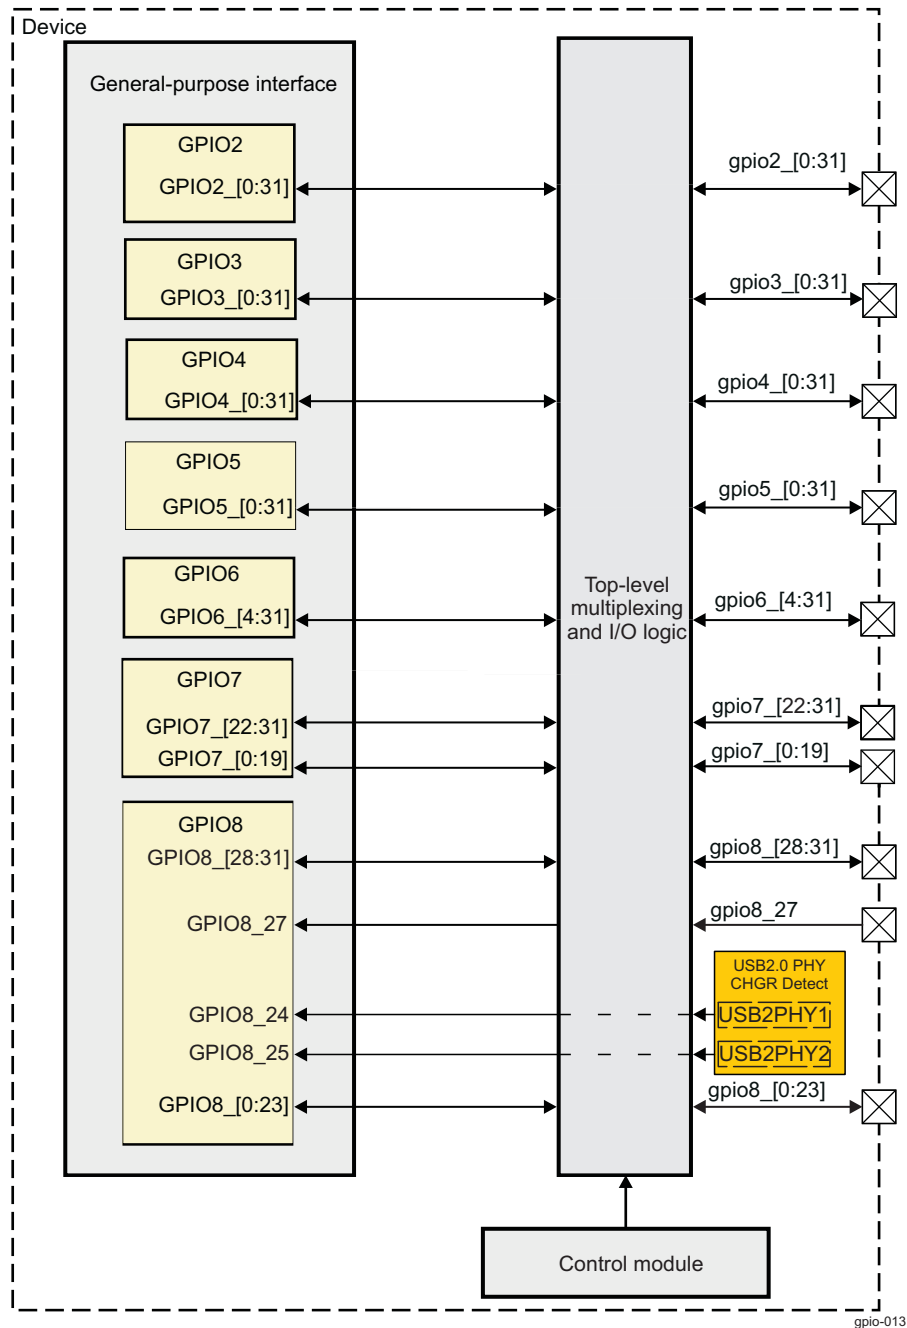 Device
General-purpose interface
GPIO2
GPIO2_[0:31]
gpio2_[0:31]
GPIO3
GPIO3_[0:31]
gpio3_[0:31]
GPIO4
GPIO4_[0:31]
gpio4_[0:31]
GPIO5
GPIO5_[0:31]
gpio5_[0:31]
GPIO6
GPIO6_[4:31]
Top-level
multiplexing
and I/O logic
gpio6_[4:31]
GPIO7
GPIO7_[22:31]
gpio7_[22:31]
GPIO7_[0:19]
gpio7_[0:19]
GPIO8
GPIO8_[28:31]
gpio8_[28:31]
GPIO8_27
gpio8_27
USB2.0 PHY
CHGR Detect
GPIO8_24
USB2PHY1
GPIO8_25
USB2PHY2
GPIO8_[0:23]
gpio8_[0:23]
Control module
gpio-013